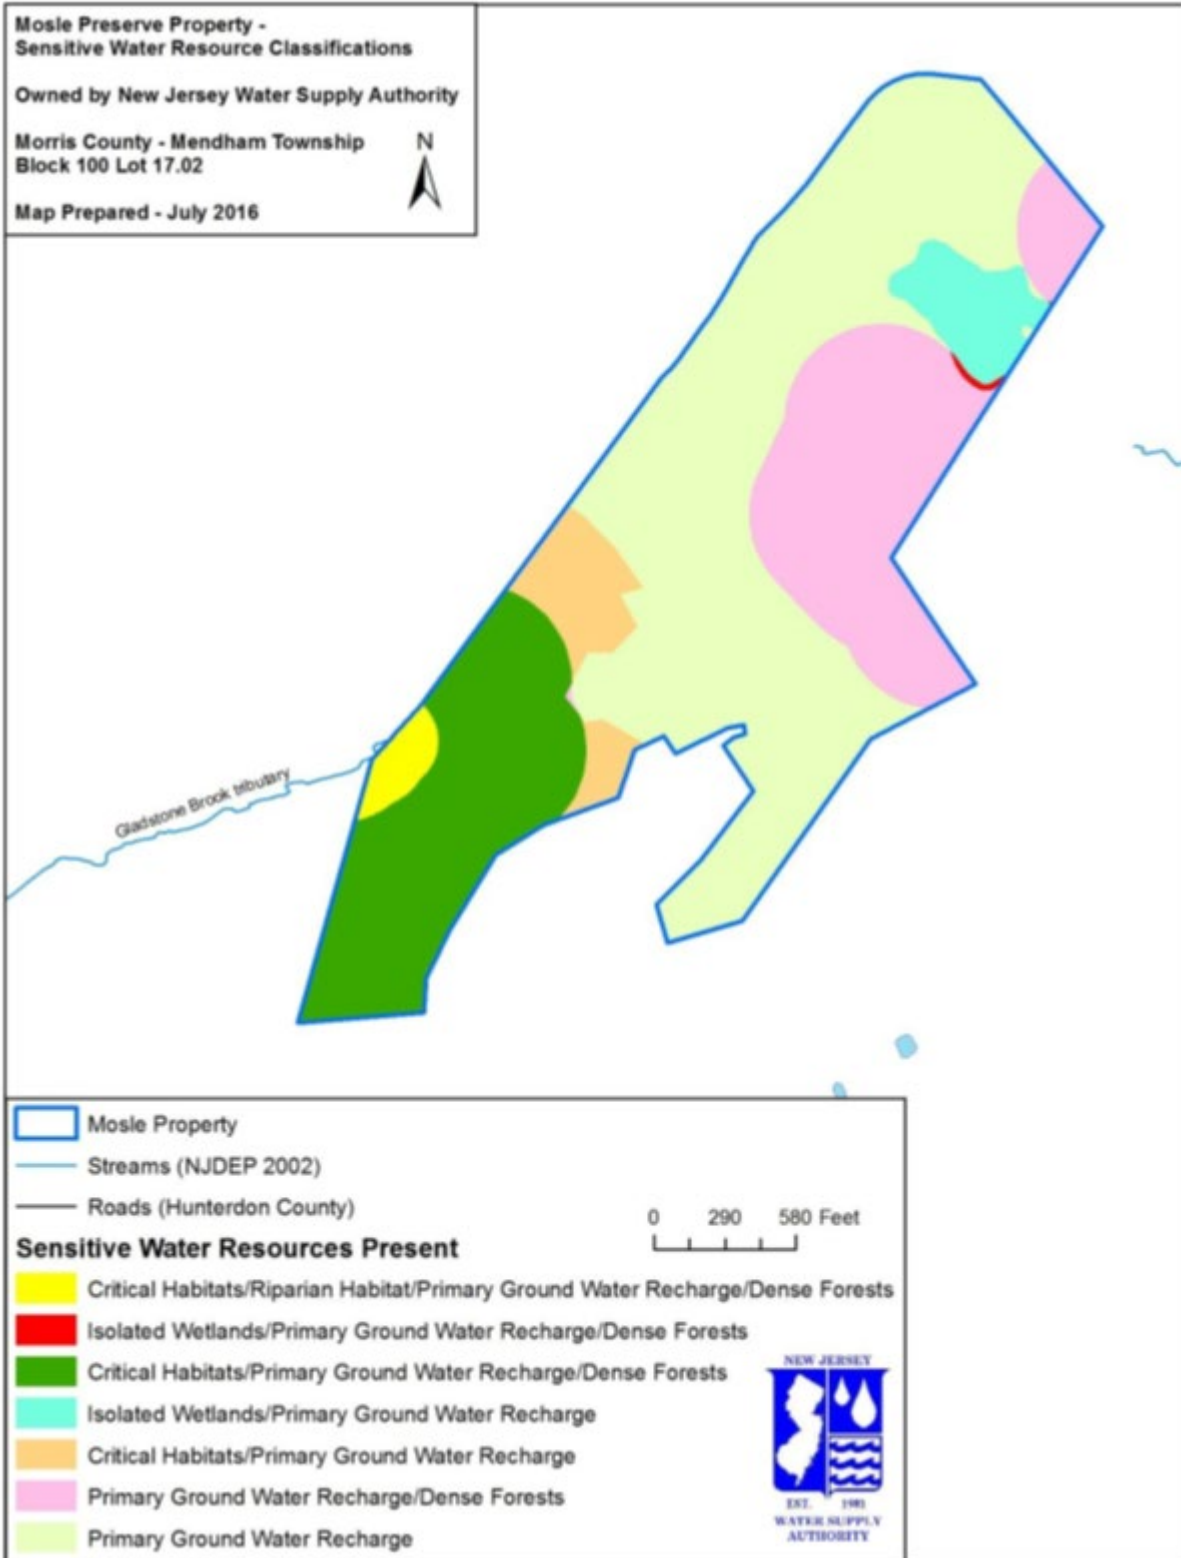 Mosle Preserve Property -
Sensitive Water Resource Classifications
Owned by New Jersey Water Supply Authority
Morris County - Mendham Township
Block 100 Lot 17.02
Map Prepared - July 2016
N
Gladstone Brook tributary
Mosle Property
Streams (NJDEP 2002)
Roads (Hunterdon County)
0 290 580 Feet
Sensitive Water Resources Present
Critical Habitats/Riparian Habitat/Primary Ground Water Recharge/Dense Forests
Isolated Wetlands/Primary Ground Water Recharge/Dense Forests
Critical Habitats/Primary Ground Water Recharge/Dense Forests
Isolated Wetlands/Primary Ground Water Recharge
Critical Habitats/Primary Ground Water Recharge
Primary Ground Water Recharge/Dense Forests
Primary Ground Water Recharge
NEW JERSEY
EST. 1981
WATER SUPPLY
AUTHORITY